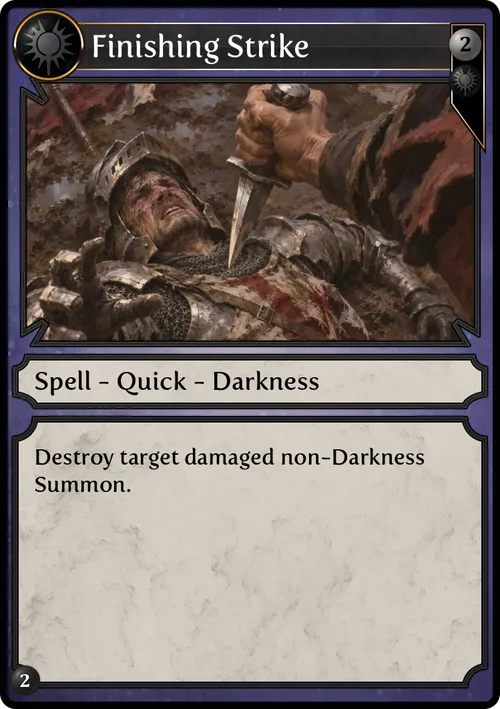 Finishing Strike
2
Spell - Quick - Darkness
Destroy target damaged non-Darkness
Summon.
2